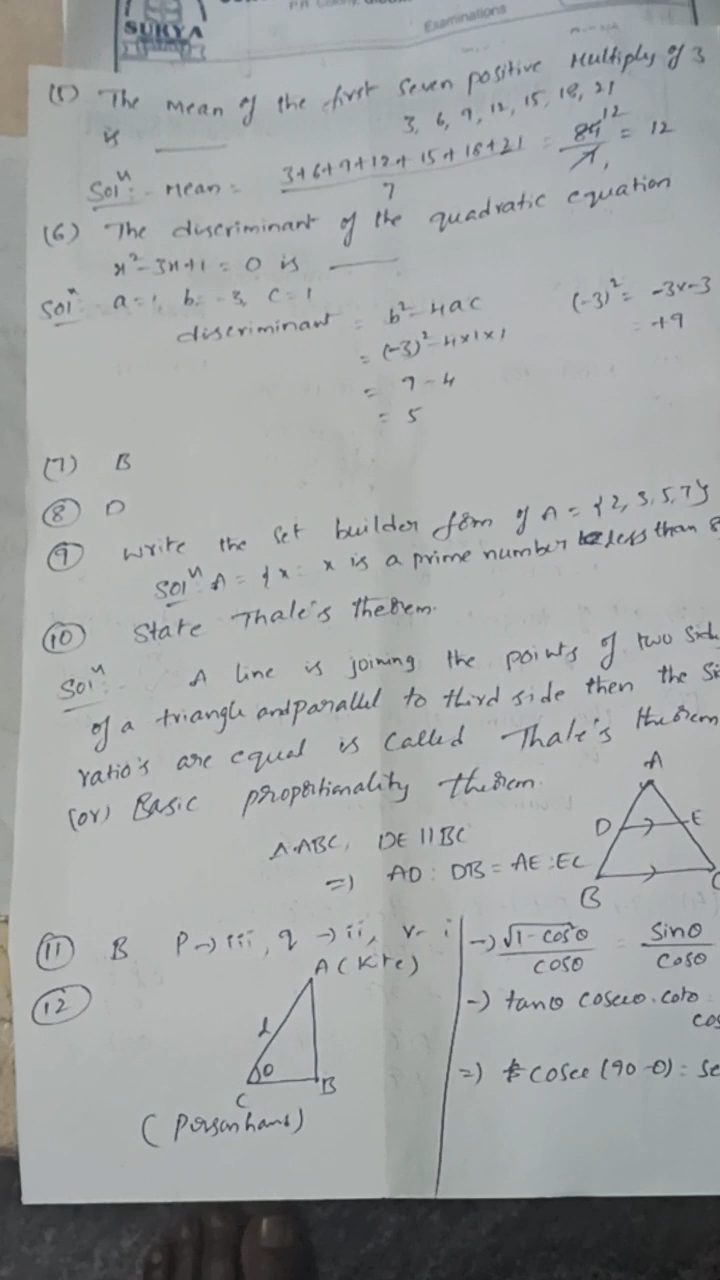 SURYA
Examinations
(5) The mean of the first seven positive Multiply of 3
is ____ 3, 6, 9, 12, 15, 18, 21
Solⁿ:- Mean = 3+6+9+12+15+18+21 / 7 = 84 12 / 7 1 = 12
(6) The discriminant of the quadratic equation
x²-3x+1=0 is ____
Solⁿ a=1, b=-3, c=1
discriminant = b²-4ac (-3)² = -3x-3
= (-3)²-4x1x1 = +9
= 9-4
= 5
(7) B
(8) D
(9) Write the set builder form of A = {2, 3, 5, 7}
Solⁿ: A = {x: x is a prime number less than 8
(10) State Thale's theorem.
Solⁿ:- A line is joining the points of two
of a triangle and parallel to third side then the
ratio's are equal is called Thale's theorem
(or) Basic proportionality theorem.
A
∆ABC, DE || BC
D E
=) AD : DB = AE : EC
B
(11) B P→iii, q→ii, r-i
-) √1-cos²θ / cosθ = sinθ / cosθ
(12) A (Kite)
-) tanθ cosecθ. cotθ
=) cosec (90-θ) = se
θ
C B